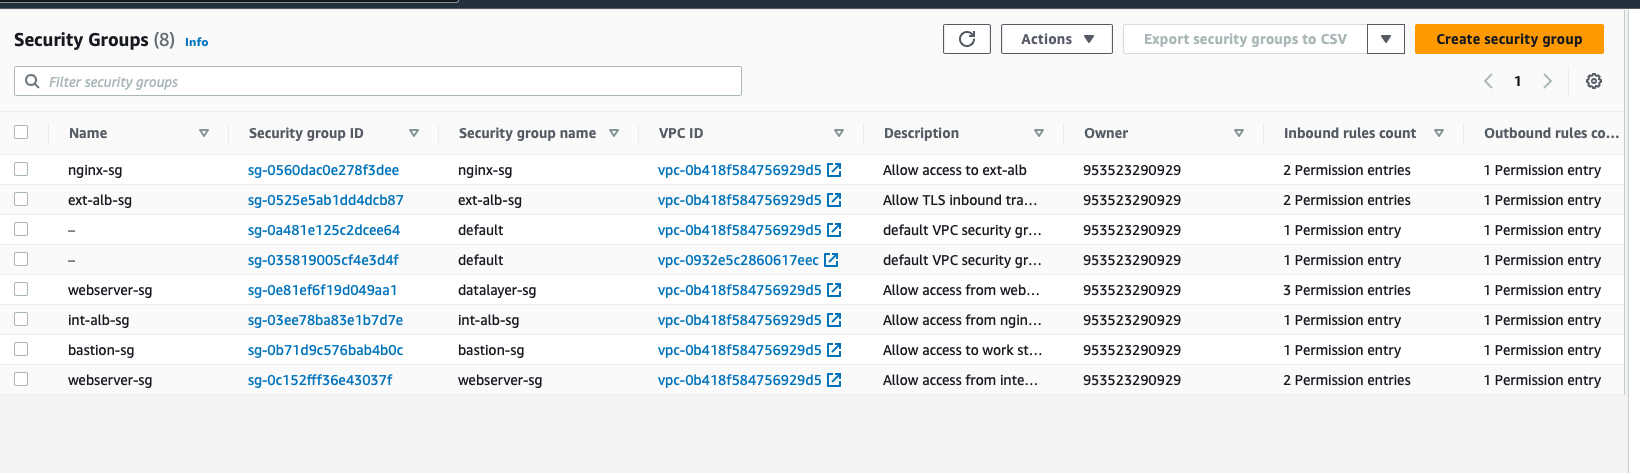 Security Groups (8) Info
Actions
Export security groups to CSV
Create security group
Filter security groups
1
Name Security group ID Security group name VPC ID Description Owner Inbound rules count Outbound rules co...
nginx-sg sg-0560dac0e278f3dee nginx-sg vpc-0b418f584756929d5 Allow access to ext-alb 953523290929 2 Permission entries 1 Permission entry
ext-alb-sg sg-0525e5ab1dd4dcb87 ext-alb-sg vpc-0b418f584756929d5 Allow TLS inbound tra... 953523290929 2 Permission entries 1 Permission entry
– sg-0a481e125c2dcee64 default vpc-0b418f584756929d5 default VPC security gr... 953523290929 1 Permission entry 1 Permission entry
– sg-035819005cf4e3d4f default vpc-0932e5c2860617eec default VPC security gr... 953523290929 1 Permission entry 1 Permission entry
webserver-sg sg-0e81ef6f19d049aa1 datalayer-sg vpc-0b418f584756929d5 Allow access from web... 953523290929 3 Permission entries 1 Permission entry
int-alb-sg sg-03ee78ba83e1b7d7e int-alb-sg vpc-0b418f584756929d5 Allow access from ngin... 953523290929 1 Permission entry 1 Permission entry
bastion-sg sg-0b71d9c576bab4b0c bastion-sg vpc-0b418f584756929d5 Allow access to work st... 953523290929 1 Permission entry 1 Permission entry
webserver-sg sg-0c152fff36e43037f webserver-sg vpc-0b418f584756929d5 Allow access from inte... 953523290929 2 Permission entries 1 Permission entry